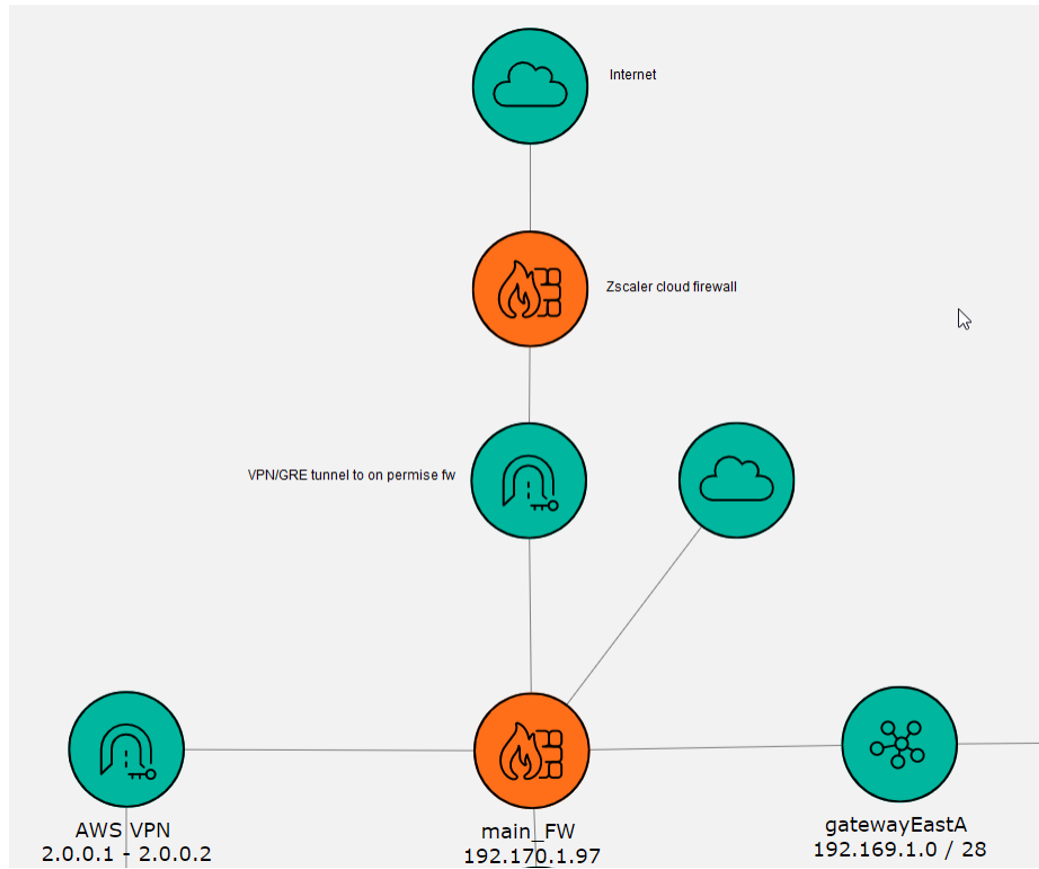 Internet
Zscaler cloud firewall
VPN/GRE tunnel to on permise fw
AWS VPN
2.0.0.1 - 2.0.0.2
main_FW
192.170.1.97
gatewayEastA
192.169.1.0 / 28